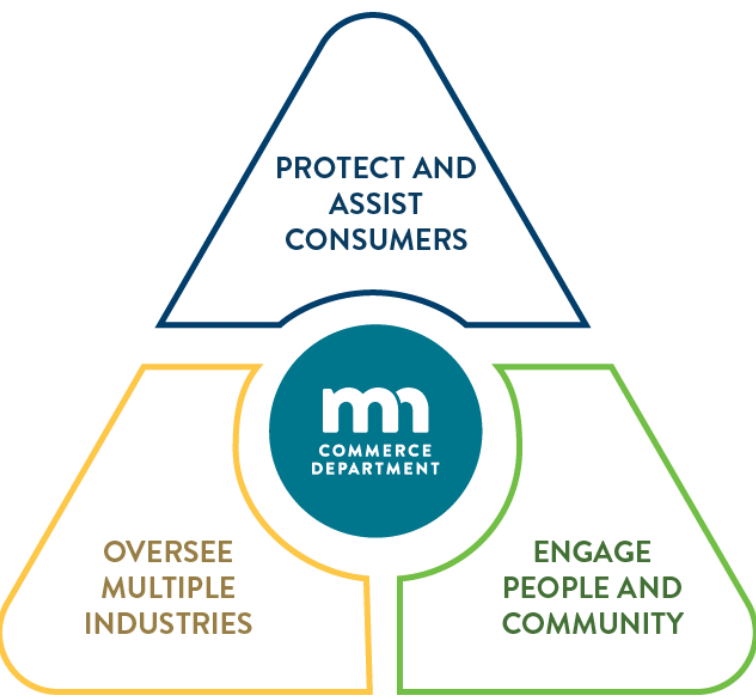 PROTECT AND
ASSIST
CONSUMERS
mn
COMMERCE
DEPARTMENT
OVERSEE
MULTIPLE
INDUSTRIES
ENGAGE
PEOPLE AND
COMMUNITY